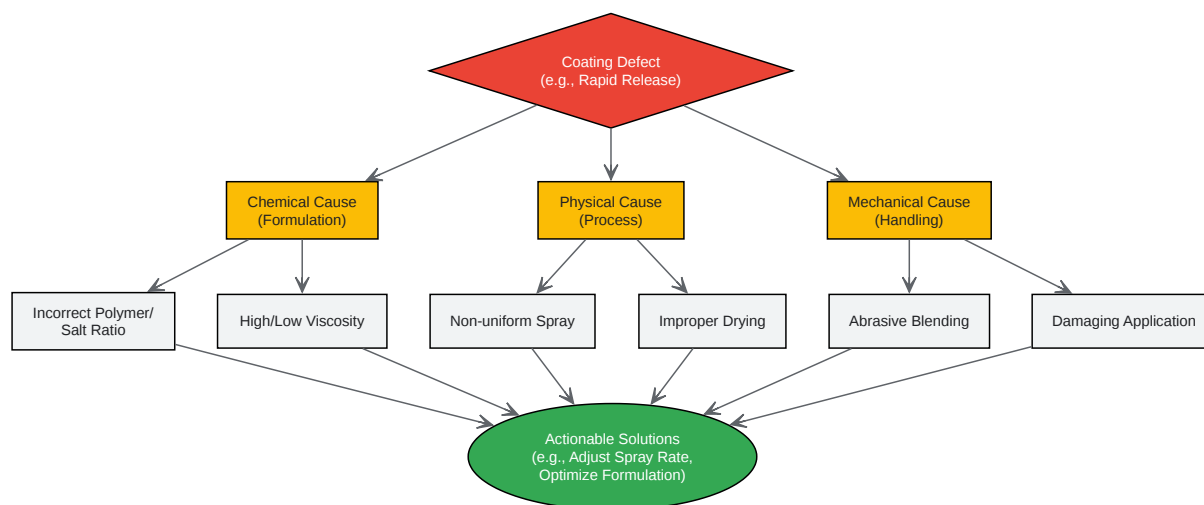 Coating Defect
(e.g., Rapid Release)
Chemical Cause
(Formulation)
Physical Cause
(Process)
Mechanical Cause
(Handling)
Incorrect Polymer/
Salt Ratio
High/Low Viscosity
Non-uniform Spray
Improper Drying
Abrasive Blending
Damaging Application
Actionable Solutions
(e.g., Adjust Spray Rate,
Optimize Formulation)